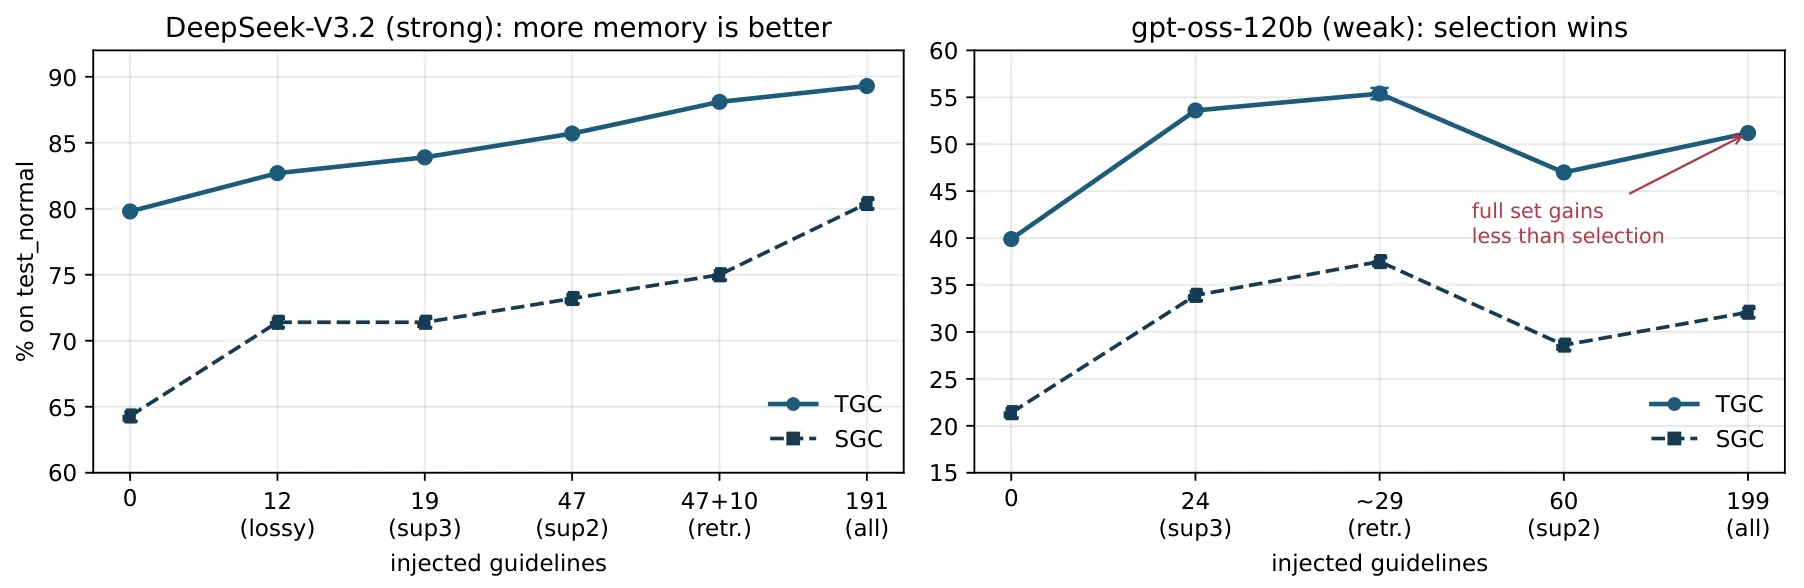 DeepSeek-V3.2 (strong): more memory is better
% on test_normal
90
85
80
75
70
65
60
TGC
SGC
0
12
(lossy)
19
(sup3)
47
(sup2)
47+10
(retr.)
191
(all)
injected guidelines
gpt-oss-120b (weak): selection wins
60
55
50
45
40
35
30
25
20
15
full set gains
less than selection
TGC
SGC
0
24
(sup3)
~29
(retr.)
60
(sup2)
199
(all)
injected guidelines